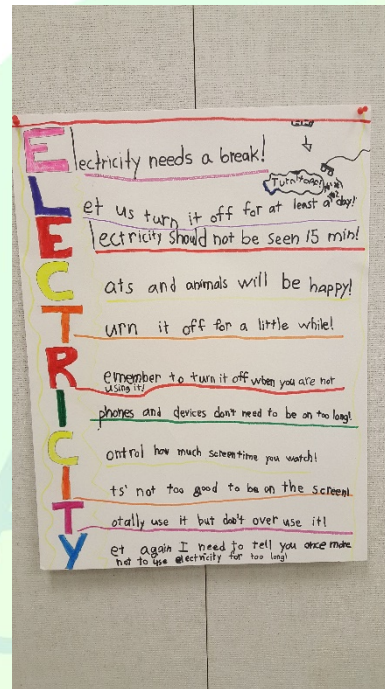 Electricity needs a break!
Turn it off!
Let us turn it off for at least a day!
Electricity should not be seen 15 min!
Cats and animals will be happy!
Turn it off for a little while!
Remember to turn it off when you are not
using it!
Iphones and devices don't need to be on too long!
Control how much screentime you watch!
Its' not too good to be on the screen!
Totally use it but don't over use it!
Yet again I need to tell you once more
not to use electricity for too long!